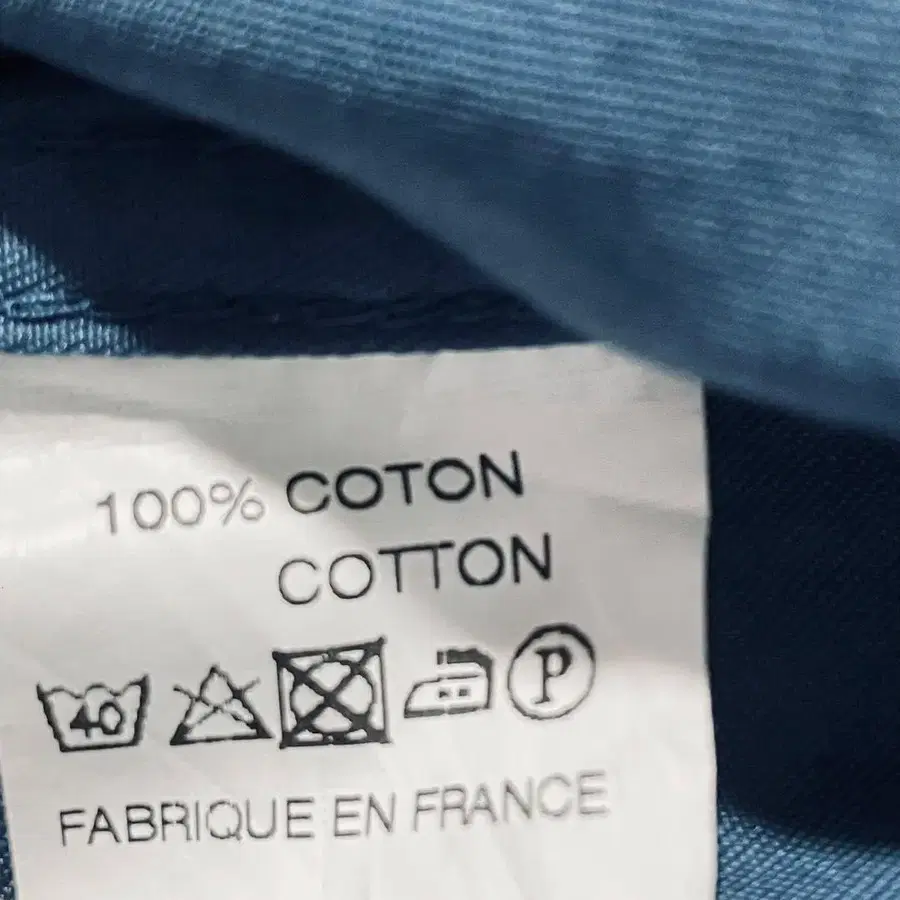 100% COTON
COTTON
40 P
FABRIQUE EN FRANCE